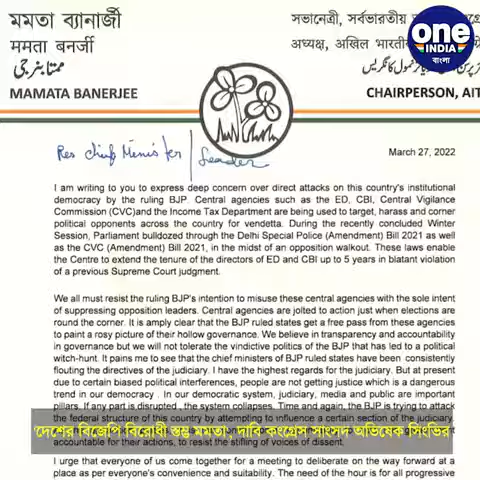 মমতা ব্যানার্জী
ममता बनर्जी
ممتا بنرجی
MAMATA BANERJEE
সভানেত্রী, সর্বভারতীয়
अध्यक्ष, अखिल भारतीय
CHAIRPERSON, AIT
one
INDIA
বাংলা
Res Chief Minister / Leader
March 27, 2022
I am writing to you to express deep concern over direct attacks on this country's institutional
democracy by the ruling BJP. Central agencies such as the ED, CBI, Central Vigilance
Commission (CVC)and the Income Tax Department are being used to target, harass and corner
political opponents across the country for vendetta. During the recently concluded Winter
Session, Parliament bulldozed through the Delhi Special Police (Amendment) Bill 2021 as well
as the CVC (Amendment) Bill 2021, in the midst of an opposition walkout. These laws enable
the Centre to extend the tenure of the directors of ED and CBI up to 5 years in blatant violation
of a previous Supreme Court judgment.
We all must resist the ruling BJP's intention to misuse these central agencies with the sole intent
of suppressing opposition leaders. Central agencies are jolted to action just when elections are
round the corner. It is amply clear that the BJP ruled states get a free pass from these agencies
to paint a rosy picture of their hollow governance. We believe in transparency and accountability
in governance but we will not tolerate the vindictive politics of the BJP that has led to a political
witch-hunt. It pains me to see that the chief ministers of BJP ruled states have been consistently
flouting the directives of the judiciary. I have the highest regards for the judiciary. But at present
due to certain biased political interferences, people are not getting justice which is a dangerous
trend in our democracy . In our democratic system, judiciary, media and public are important
pillars. If any part is disrupted , the system collapses. Time and again, the BJP is trying to attack
the federal structure of this country by attempting to influence a certain section of the judiciary.
দেশের বিজেপি বিরোধী স্তম্ভ মমতা', দাবি কংগ্রেস সাংসদ অভিষেক সিংভির
accountable for their actions, to resist the stifling of voices of dissent.
I urge that everyone of us come together for a meeting to deliberate on the way forward at a
place as per everyone's convenience and suitability. The need of the hour is for all progressive